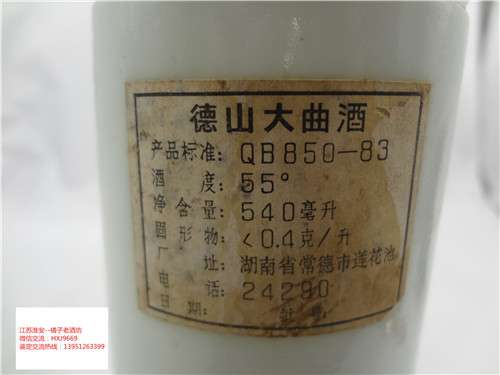 德山大曲酒
产品标准: QB850-83
酒 度: 55°
净含量: 540毫升
固形物: <0.4克/升
厂 址: 湖南省常德市莲花池
电 话: 24290
日 期:
江苏淮安--橘子老酒坊
微信交流：HXJ9669
鉴定交流热线：13951263399